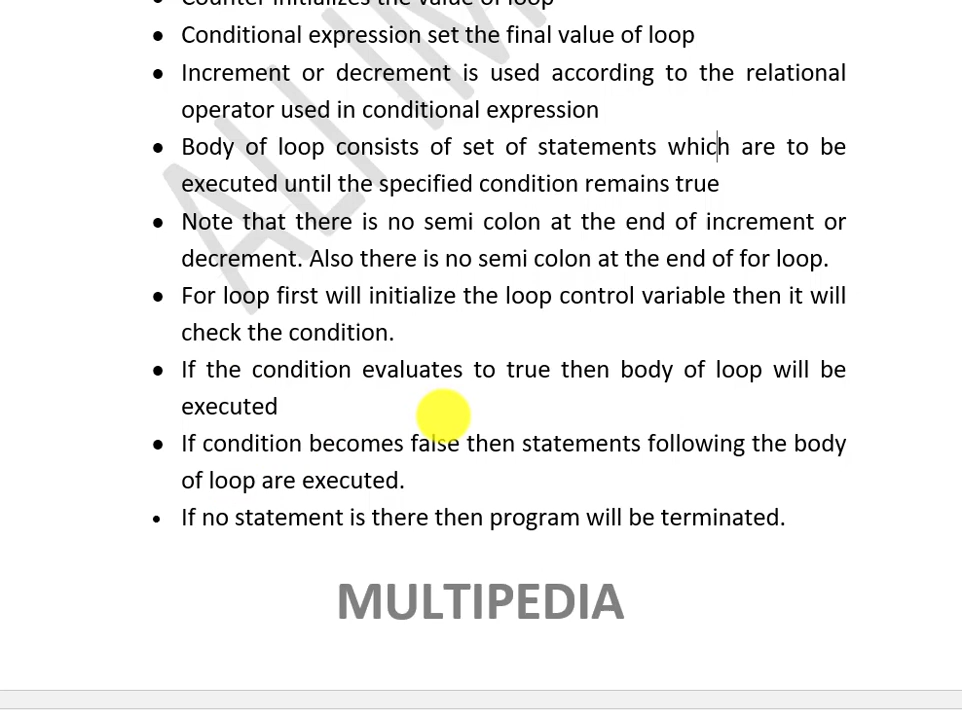 Counter initializes the value of loop
• Conditional expression set the final value of loop
• Increment or decrement is used according to the relational
operator used in conditional expression
• Body of loop consists of set of statements which are to be
executed until the specified condition remains true
• Note that there is no semi colon at the end of increment or
decrement. Also there is no semi colon at the end of for loop.
• For loop first will initialize the loop control variable then it will
check the condition.
• If the condition evaluates to true then body of loop will be
executed
• If condition becomes false then statements following the body
of loop are executed.
• If no statement is there then program will be terminated.
MULTIPEDIA